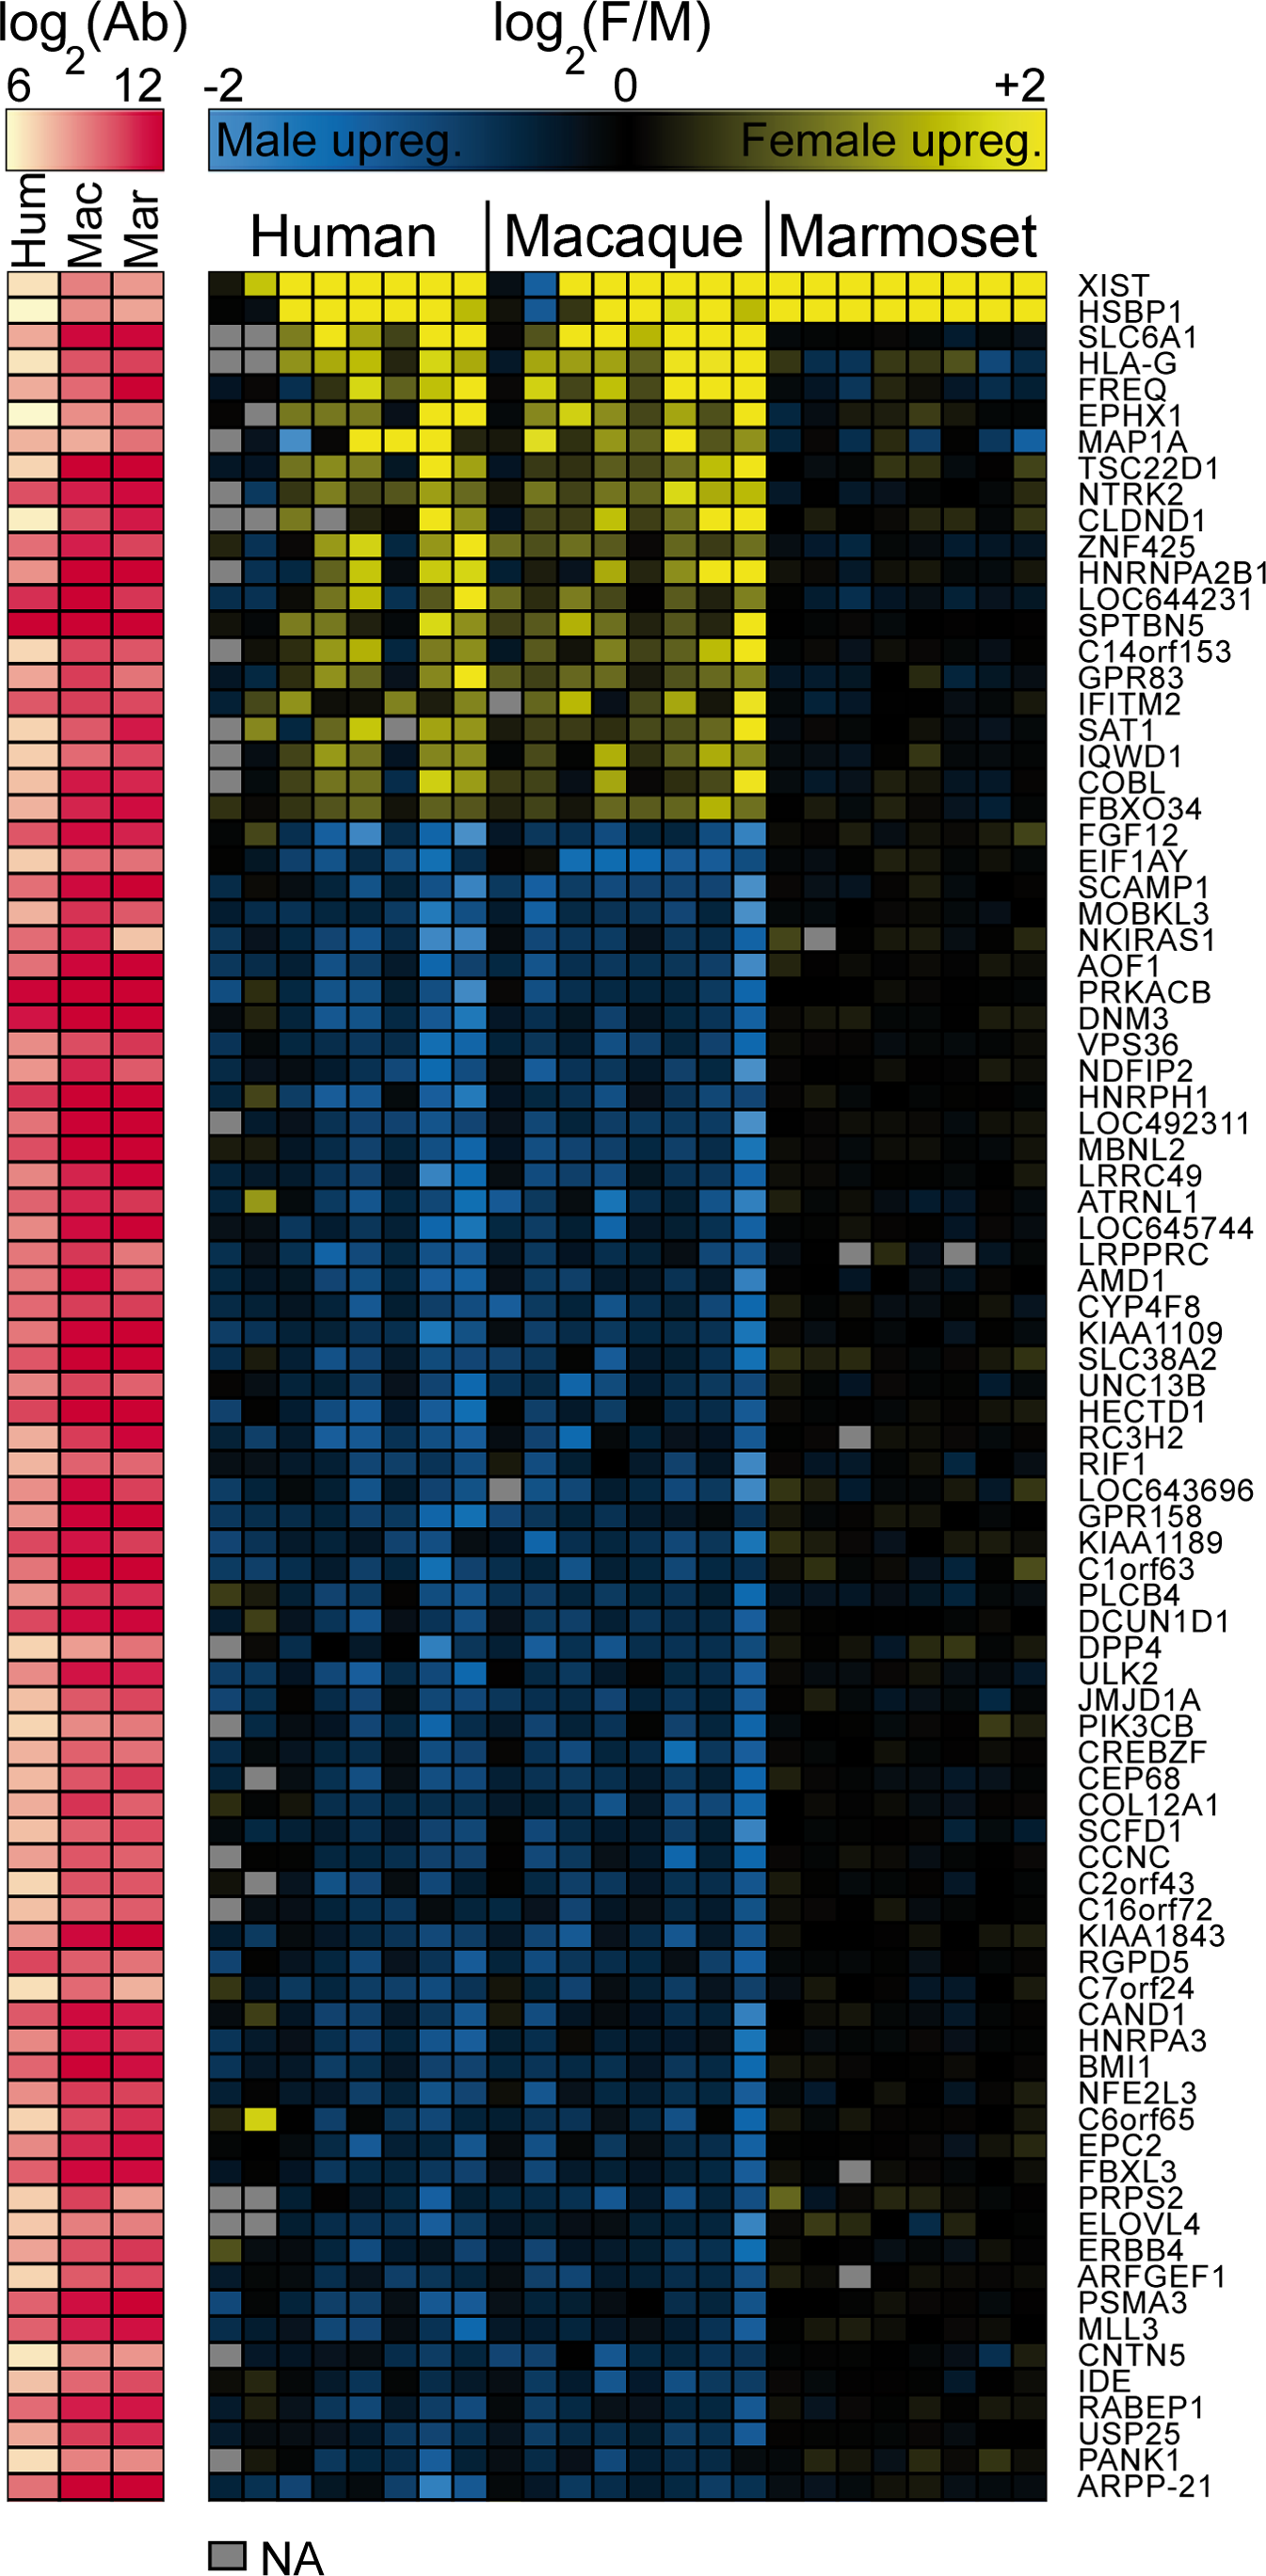 log2(Ab) log2(F/M)
6 12 -2 0 +2
Male upreg. Female upreg.
Hum Mac Mar
Human Macaque Marmoset
XIST
HSBP1
SLC6A1
HLA-G
FREQ
EPHX1
MAP1A
TSC22D1
NTRK2
CLDND1
ZNF425
HNRNPA2B1
LOC644231
SPTBN5
C14orf153
GPR83
IFITM2
SAT1
IQWD1
COBL
FBXO34
FGF12
EIF1AY
SCAMP1
MOBKL3
NKIRAS1
AOF1
PRKACB
DNM3
VPS36
NDFIP2
HNRPH1
LOC492311
MBNL2
LRRC49
ATRNL1
LOC645744
LRPPRC
AMD1
CYP4F8
KIAA1109
SLC38A2
UNC13B
HECTD1
RC3H2
RIF1
LOC643696
GPR158
KIAA1189
C1orf63
PLCB4
DCUN1D1
DPP4
ULK2
JMJD1A
PIK3CB
CREBZF
CEP68
COL12A1
SCFD1
CCNC
C2orf43
C16orf72
KIAA1843
RGPD5
C7orf24
CAND1
HNRPA3
BMI1
NFE2L3
C6orf65
EPC2
FBXL3
PRPS2
ELOVL4
ERBB4
ARFGEF1
PSMA3
MLL3
CNTN5
IDE
RABEP1
USP25
PANK1
ARPP-21
NA